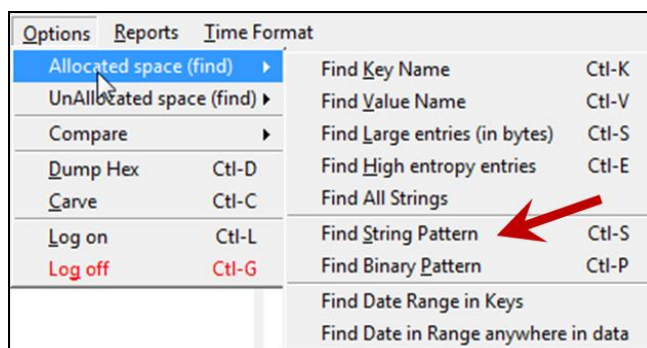 Options Reports Time Format
Allocated space (find)
UnAllocated space (find)
Compare
Dump Hex Ctl-D
Carve Ctl-C
Log on Ctl-L
Log off Ctl-G
Find Key Name Ctl-K
Find Value Name Ctl-V
Find Large entries (in bytes) Ctl-S
Find High entropy entries Ctl-E
Find All Strings
Find String Pattern Ctl-S
Find Binary Pattern Ctl-P
Find Date Range in Keys
Find Date in Range anywhere in data